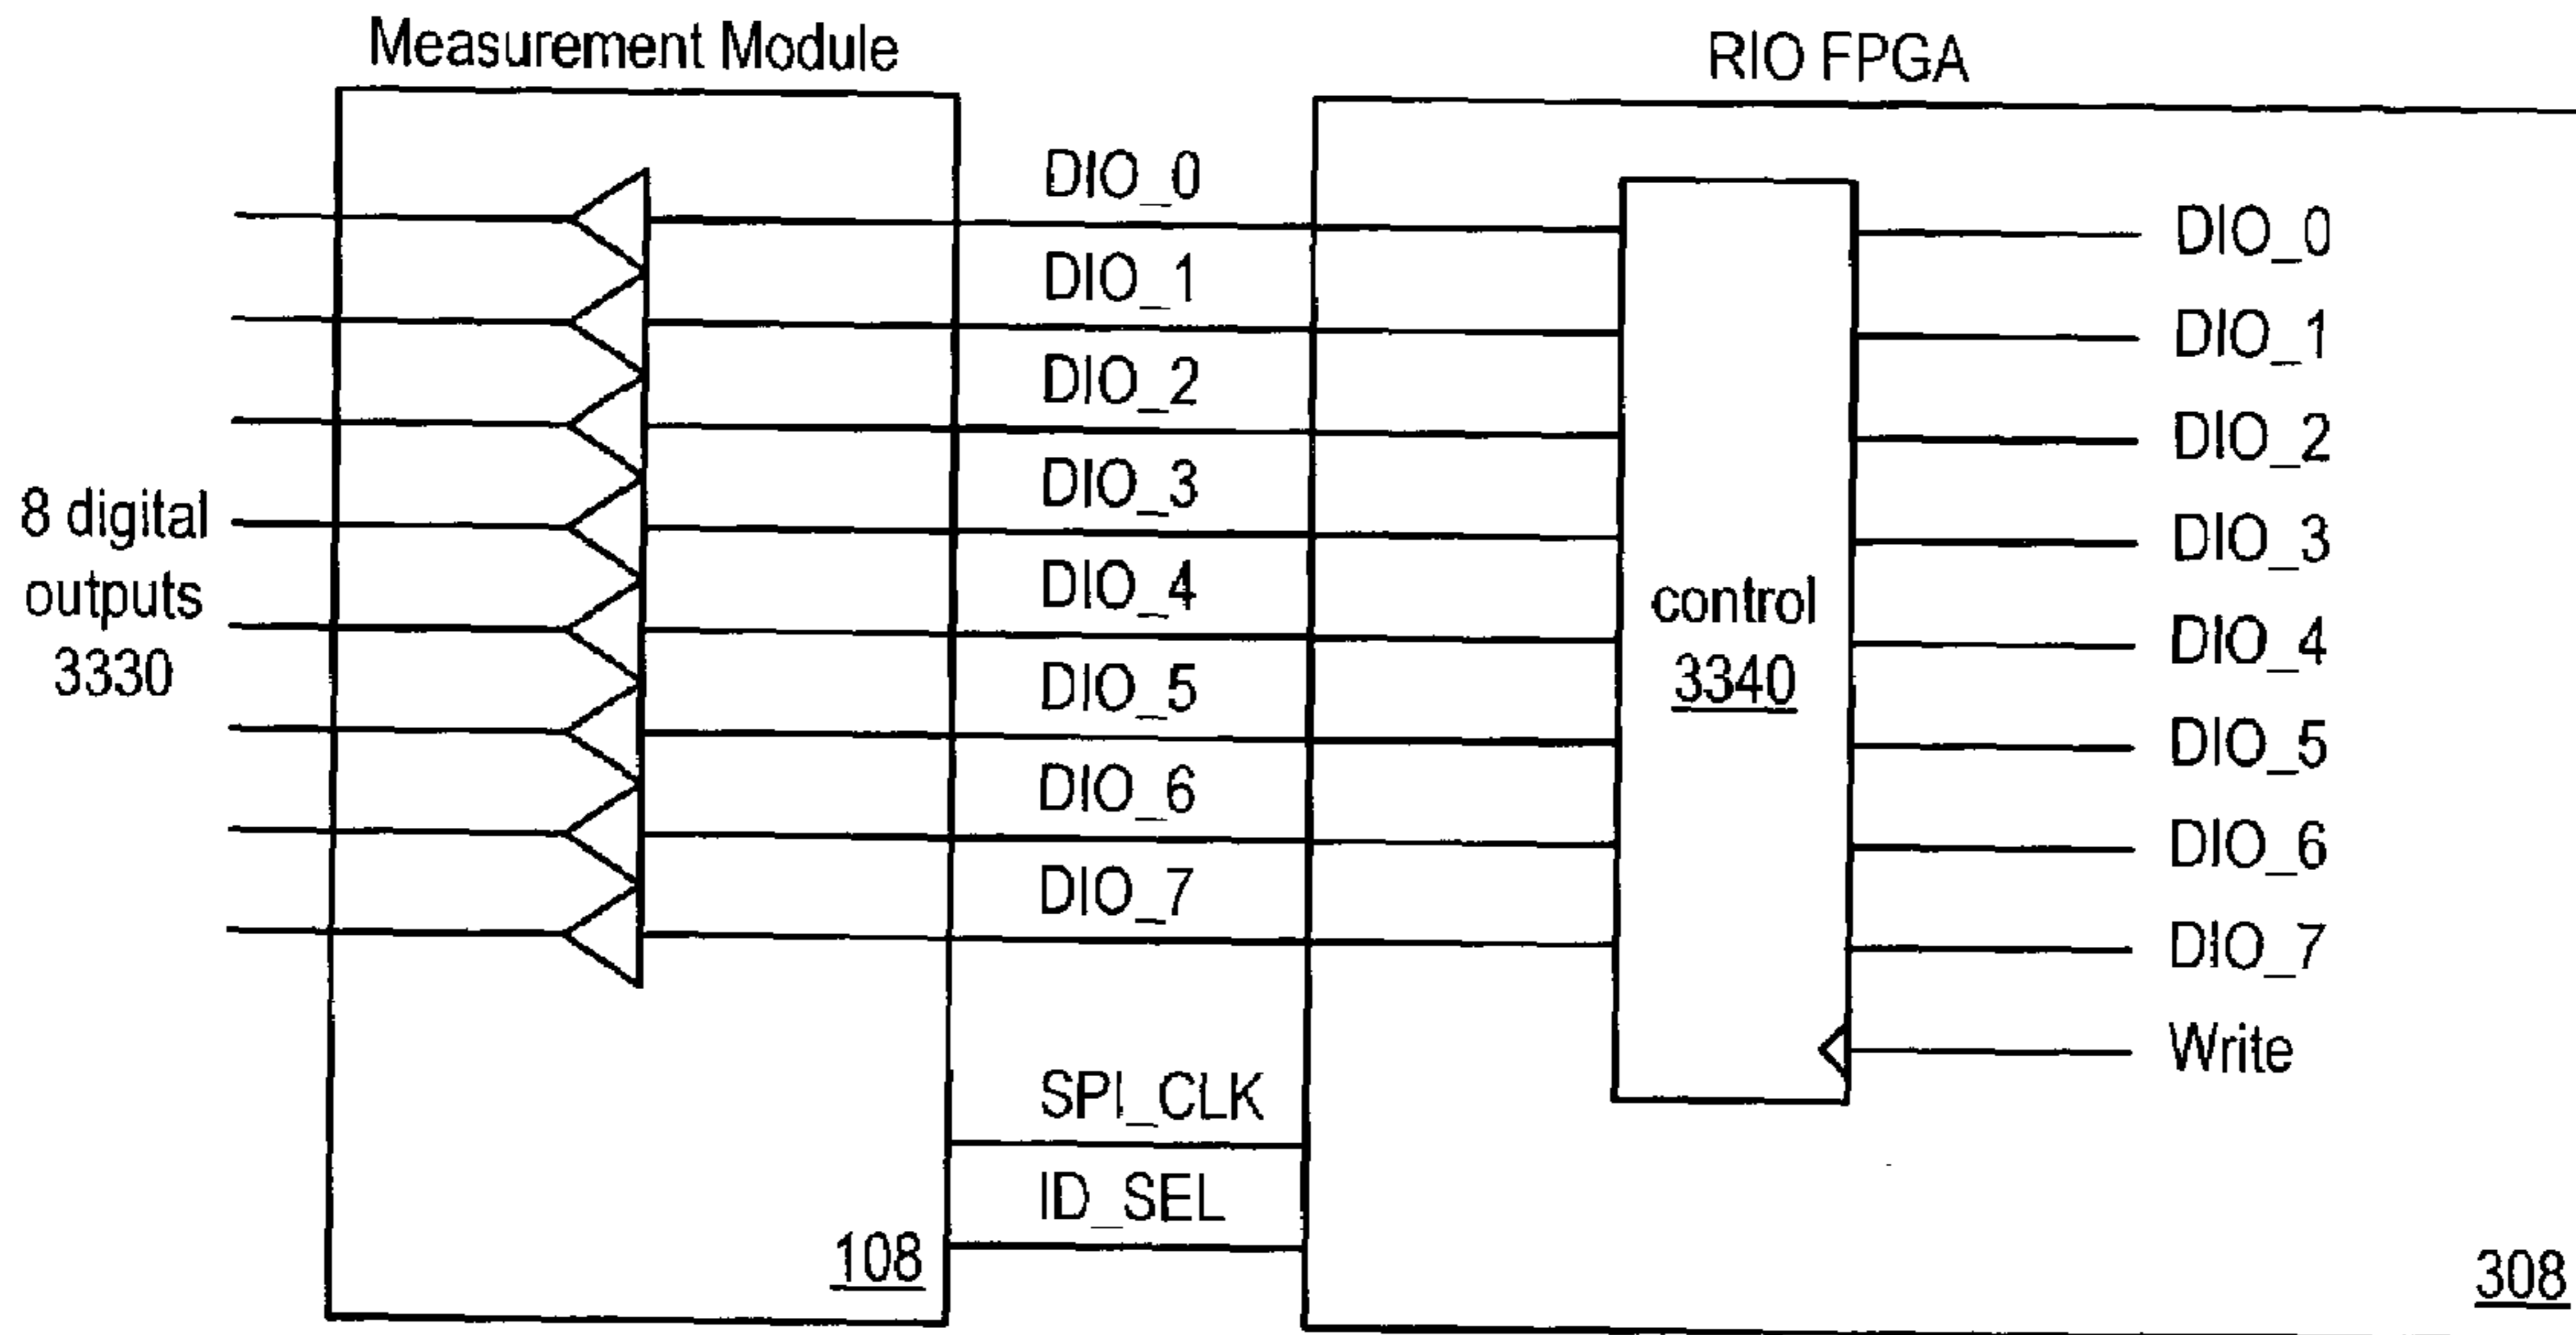 Measurement Module
RIO FPGA
DIO_0
DIO_1
DIO_2
DIO_3
DIO_4
DIO_5
DIO_6
DIO_7
SPI_CLK
ID_SEL
8 digital
outputs
3330
control
3340
DIO_0
DIO_1
DIO_2
DIO_3
DIO_4
DIO_5
DIO_6
DIO_7
Write
108
308